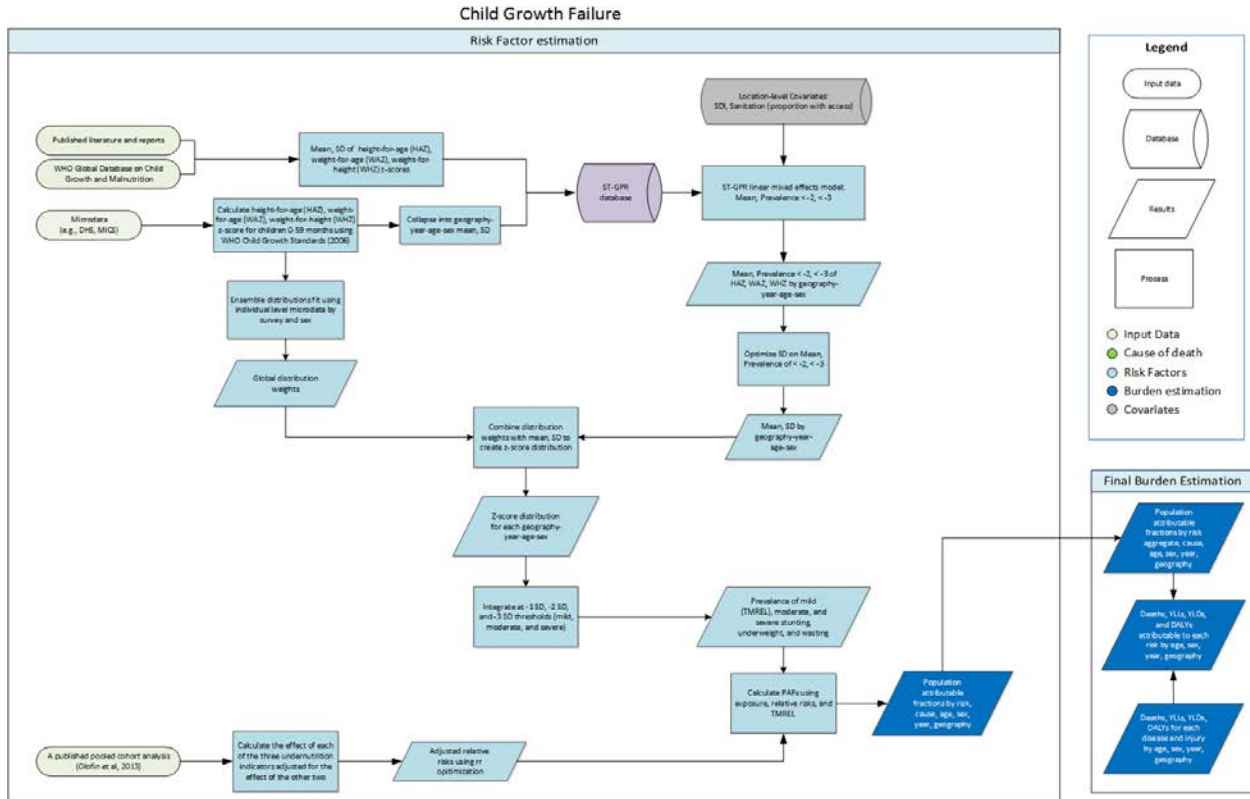 Child Growth Failure
Risk Factor estimation
Location-level Covariates:
SDI, Sanitation (proportion with access)
Published literature and reports
WHO Global Database on Child
Growth and Malnutrition
Mean, SD of height-for-age (HAZ),
weight-for-age (WAZ), weight-for-
height (WHZ) z-scores
ST-GPR
database
ST-GPR linear mixed effects model:
Mean, Prevalence < -2, < -3
Microdata
(e.g., DHS, MICS)
Calculate height-for-age (HAZ), weight-
for-age (WAZ), weight-for-height (WHZ)
z-score for children 0-59 months using
WHO Child Growth Standards (2006)
Collapse into geography-
year-age-sex mean, SD
Mean, Prevalence < -2, < -3 of
HAZ, WAZ, WHZ by geography-
year-age-sex
Ensemble distributions fit using
individual level microdata by
survey and sex
Optimize SD on Mean,
Prevalence of < -2, < -3
Global distribution
weights
Combine distribution
weights with mean, SD to
create z-score distribution
Mean, SD by
geography-year-
age-sex
Z-score distribution
for each geography-
year-age-sex
Integrate at -1 SD, -2 SD,
and -3 SD thresholds (mild,
moderate, and severe)
Prevalence of mild
(TMREL), moderate, and
severe stunting,
underweight, and wasting
Calculate PAFs using
exposure, relative risks, and
TMREL
Population
attributable
fractions by risk,
cause, age, sex,
year, geography
A published pooled cohort analysis
(Olofin et al, 2013)
Calculate the effect of each
of the three undernutrition
indicators adjusted for the
effect of the other two
Adjusted relative
risks using rr
opitimization
Legend
Input data
Database
Results
Process
Input Data
Cause of death
Risk Factors
Burden estimation
Covariates
Final Burden Estimation
Population
attributable
fractions by risk
aggregate, cause,
age, sex, year,
geography
Deaths, YLLs, YLDs,
and DALYs
attributable to each
risk by age, sex,
year, geography
Deaths, YLLs, YLDs,
DALYs for each
disease and injury
by age, sex, year,
geography